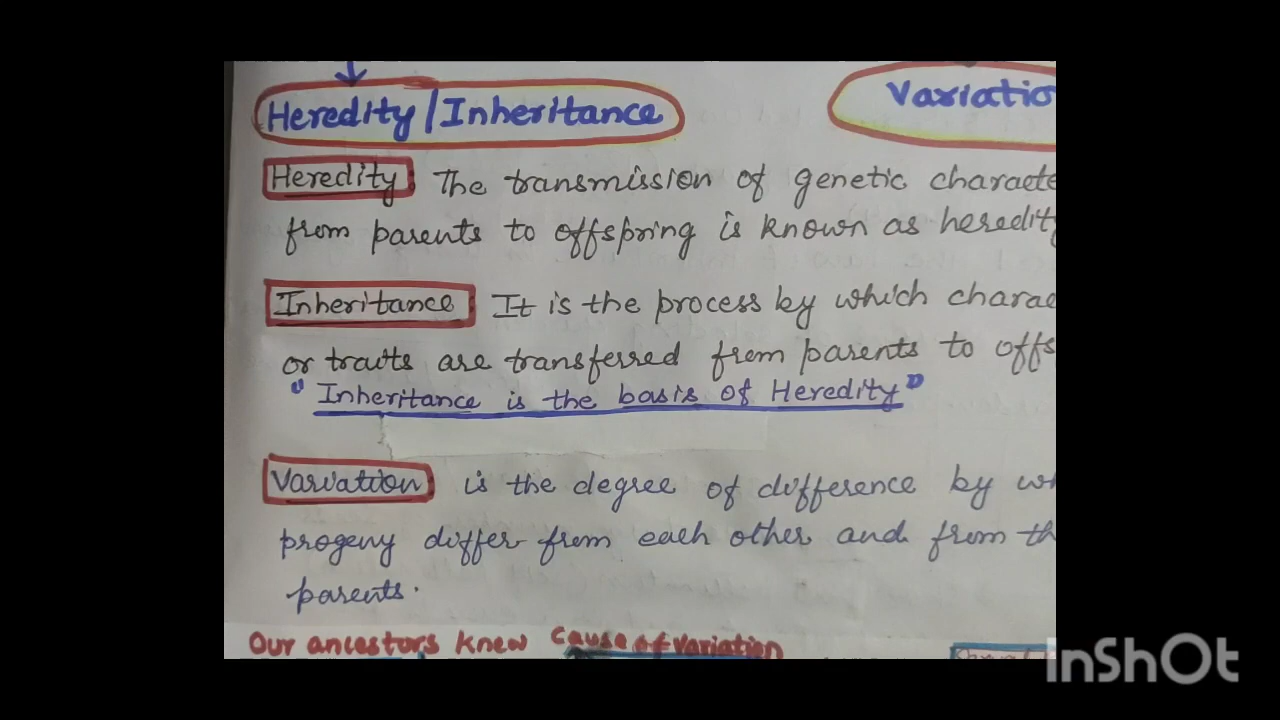 Heredity/Inheritance
Variatio
Heredity: The transmission of genetic characte
from parents to offspring is known as heredity
Inheritance: It is the process by which charac
or traits are transferred from parents to offs
"Inheritance is the basis of Heredity"
Variation: is the degree of difference by wh
progeny differ from each other and from th
parents.
Our ancestors knew cause of variation
InShOt